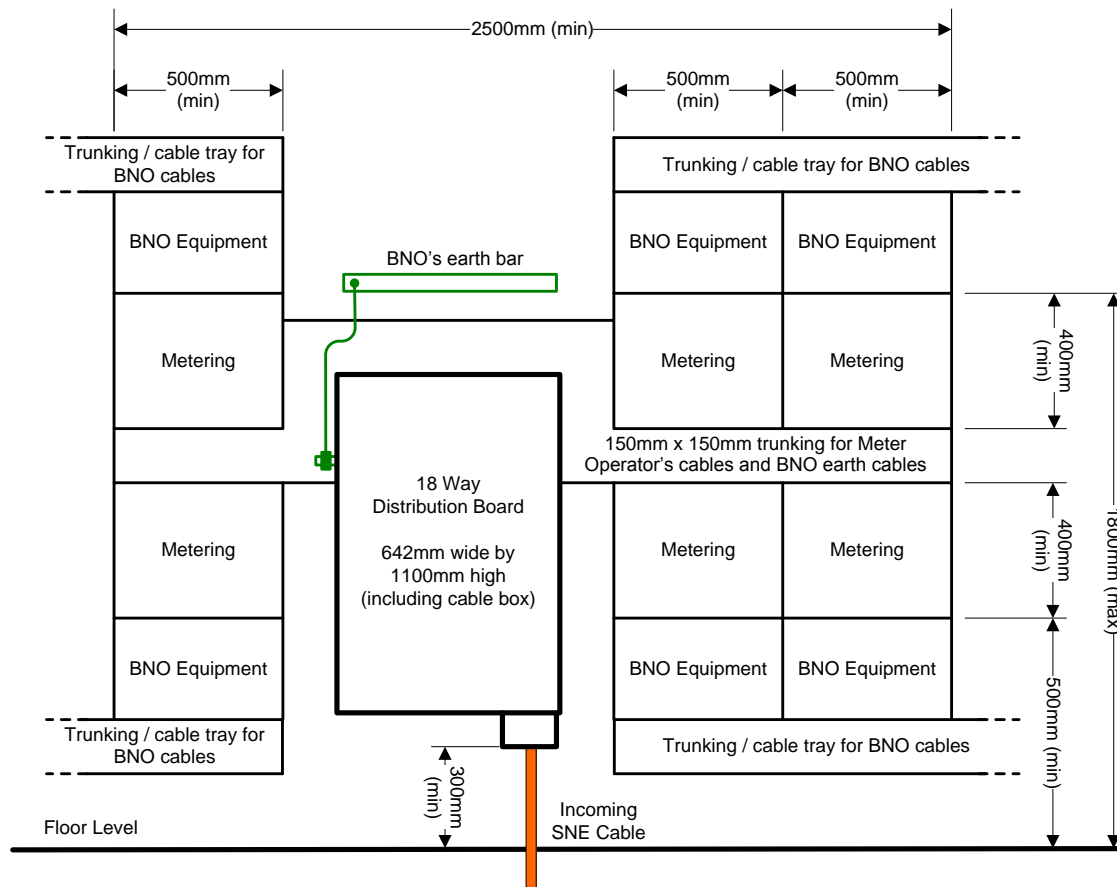 2500mm (min)
500mm
(min)
500mm
(min)
500mm
(min)
Trunking / cable tray for
BNO cables
Trunking / cable tray for BNO cables
BNO Equipment
BNO Equipment
BNO Equipment
BNO’s earth bar
Metering
Metering
Metering
400mm
(min)
150mm x 150mm trunking for Meter
Operator’s cables and BNO earth cables
18 Way
Distribution Board
642mm wide by
1100mm high
(including cable box)
Metering
Metering
Metering
400mm
(min)
1800mm (max)
BNO Equipment
BNO Equipment
BNO Equipment
500mm (min)
Trunking / cable tray for
BNO cables
Trunking / cable tray for BNO cables
300mm
(min)
Incoming
SNE Cable
Floor Level